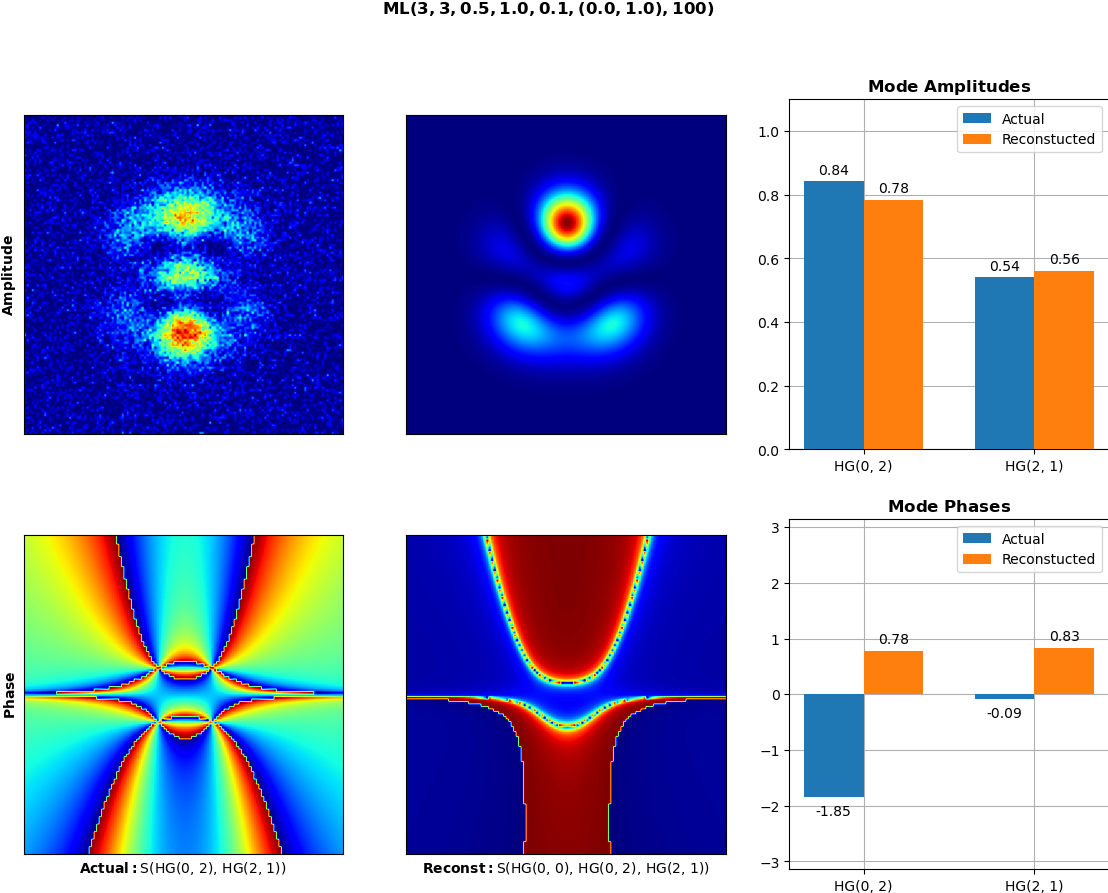 ML(3, 3, 0.5, 1.0, 0.1, (0.0, 1.0), 100)
Amplitude
Mode Amplitudes
Actual
Reconstucted
1.0
0.8
0.6
0.4
0.2
0.0
0.84
0.78
0.54
0.56
HG(0, 2)
HG(2, 1)
Phase
Actual: S(HG(0, 2), HG(2, 1))
Reconst: S(HG(0, 0), HG(0, 2), HG(2, 1))
Mode Phases
Actual
Reconstucted
3
2
1
0
−1
−2
−3
-1.85
0.78
-0.09
0.83
HG(0, 2)
HG(2, 1)